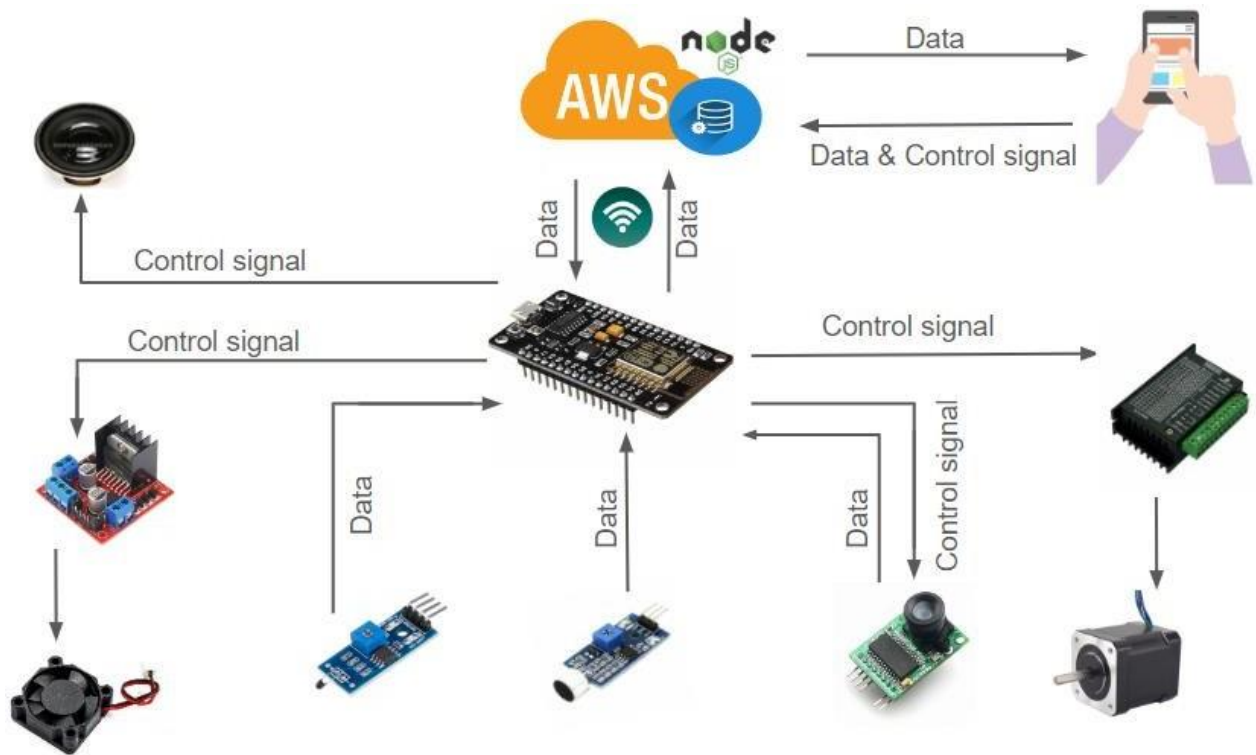 node
JS
AWS
Data
Data & Control signal
Data
Data
Control signal
Control signal
Control signal
Data
Data
Data
Control signal